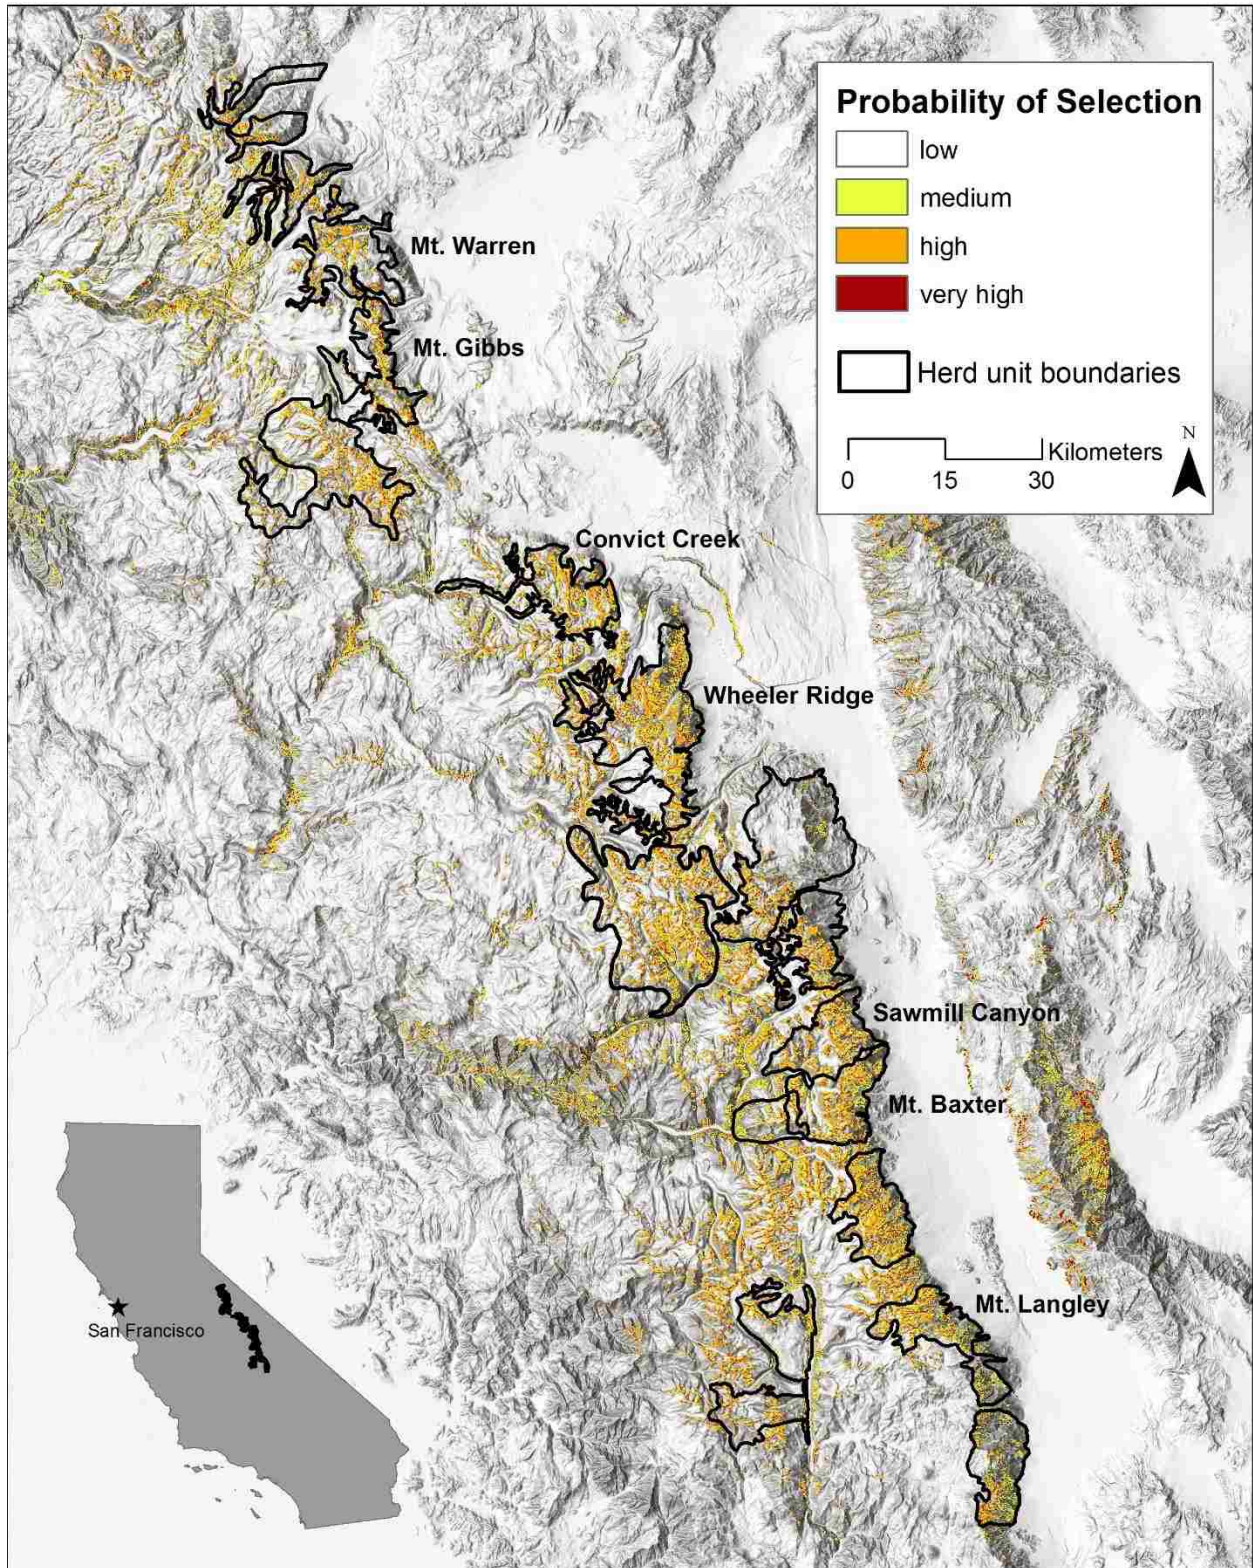 Probability of Selection
low
medium
high
very high
Herd unit boundaries
Kilometers
0 15 30
N
Mt. Warren
Mt. Gibbs
Convict Creek
Wheeler Ridge
Sawmill Canyon
Mt. Baxter
Mt. Langley
San Francisco